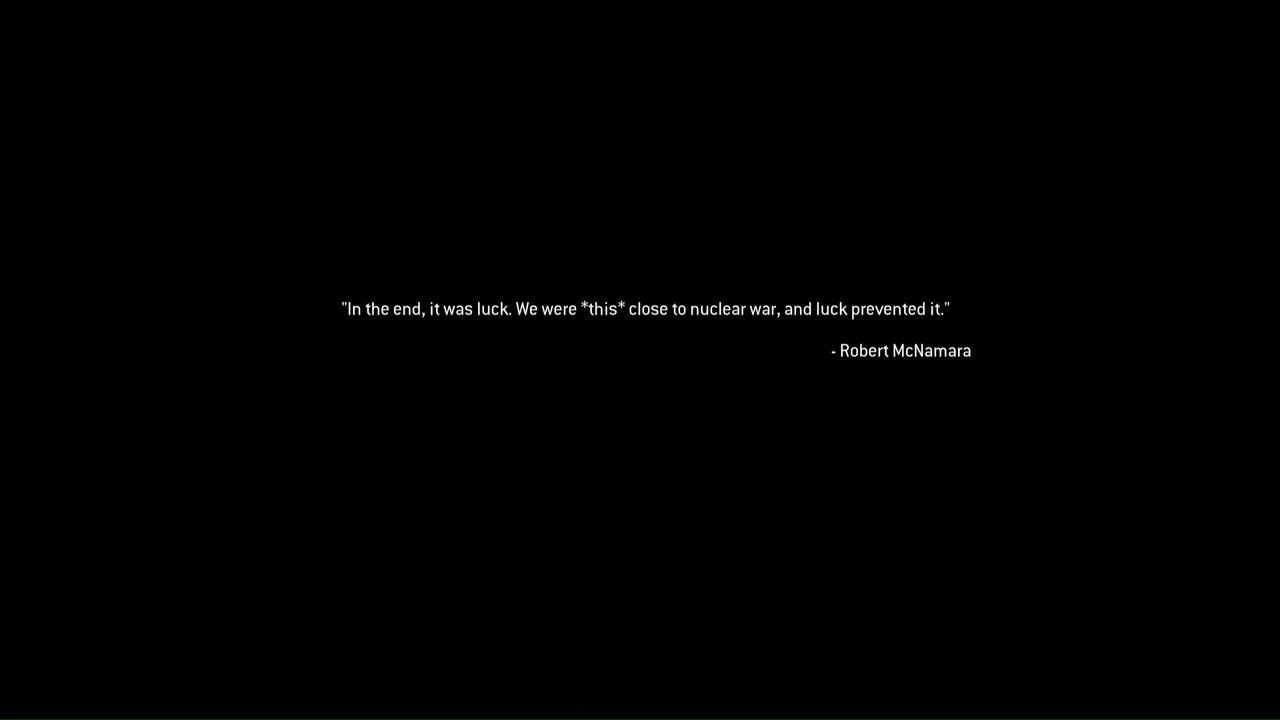 "In the end, it was luck. We were *this* close to nuclear war, and luck prevented it."
- Robert McNamara